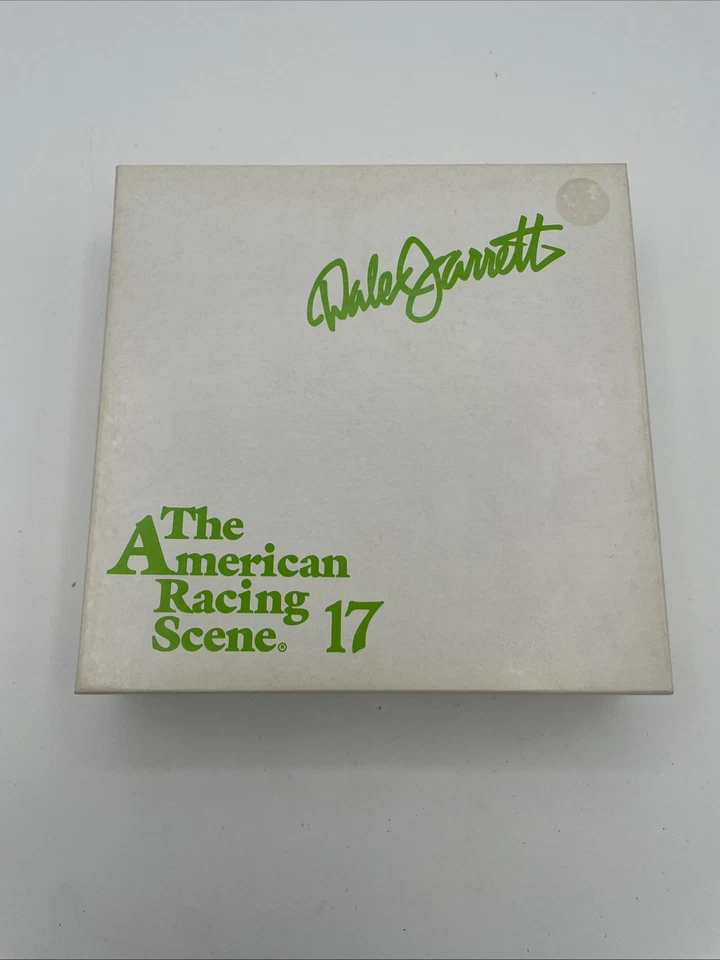 Dale Jarrett
The
American
Racing
Scene® 17